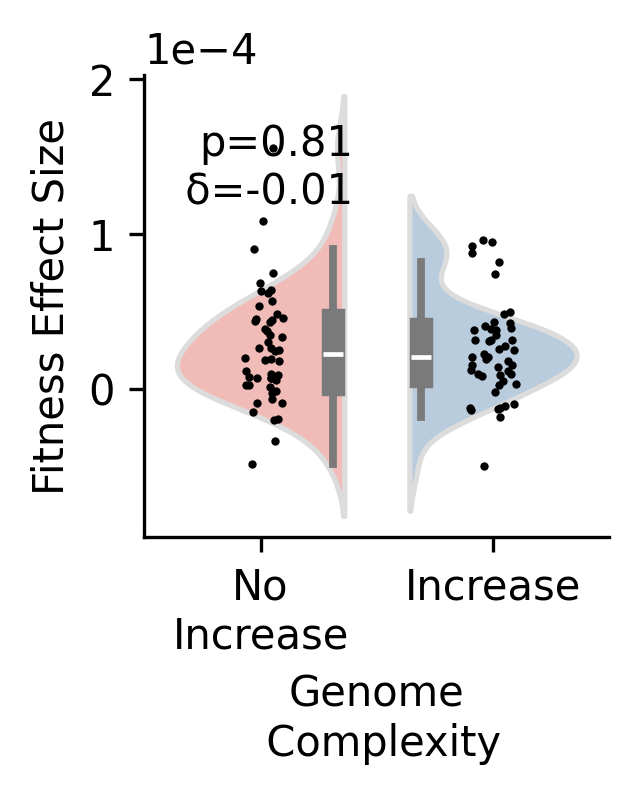 1e−4
2
p=0.81
δ=-0.01
1
0
Fitness Effect Size
No
Increase
Increase
Genome
Complexity